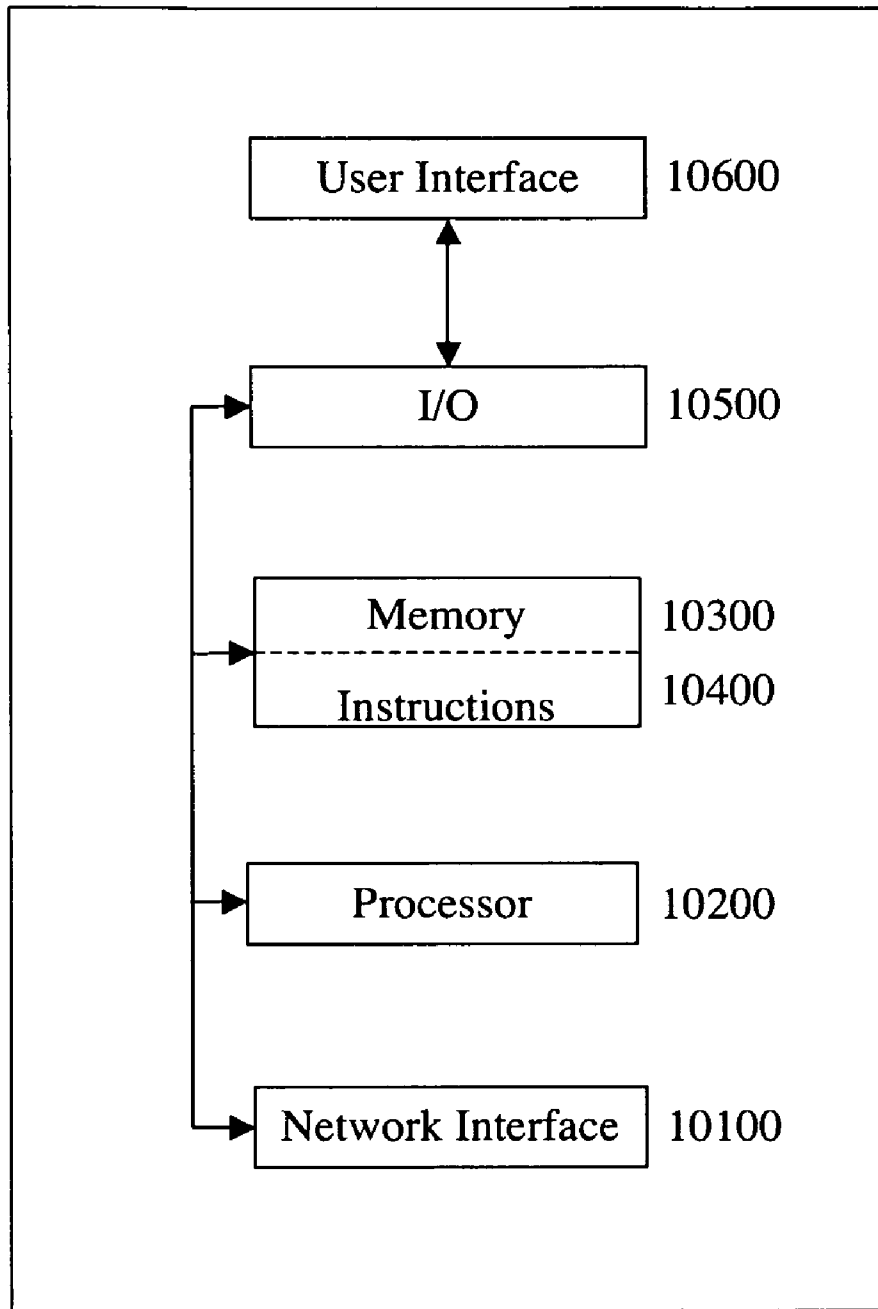 User Interface 10600
I/O 10500
Memory 10300
Instructions 10400
Processor 10200
Network Interface 10100